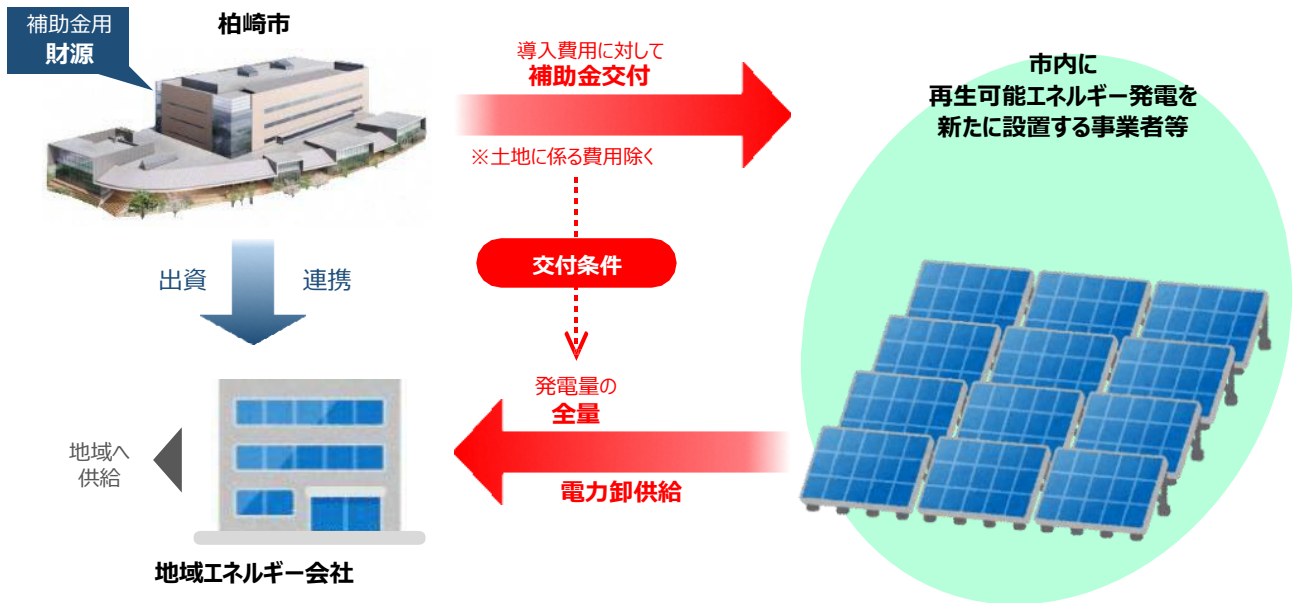 補助金用
財源
柏崎市
導入費用に対して
補助金交付
※土地に係る費用除く
市内に
再生可能エネルギー発電を
新たに設置する事業者等
出資
連携
交付条件
発電量の
全量
電力卸供給
地域へ
供給
地域エネルギー会社